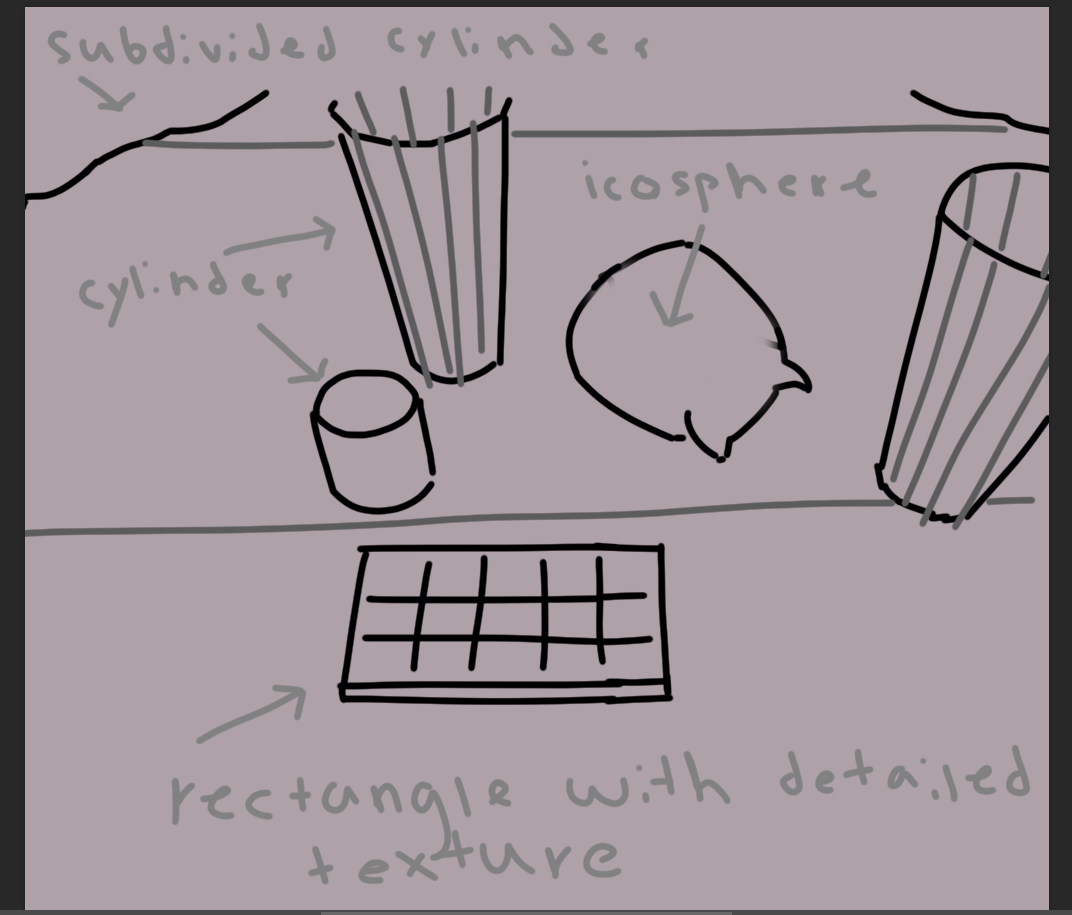 subdivided cylinder
icosphere
cylinder
rectangle with detailed
texture